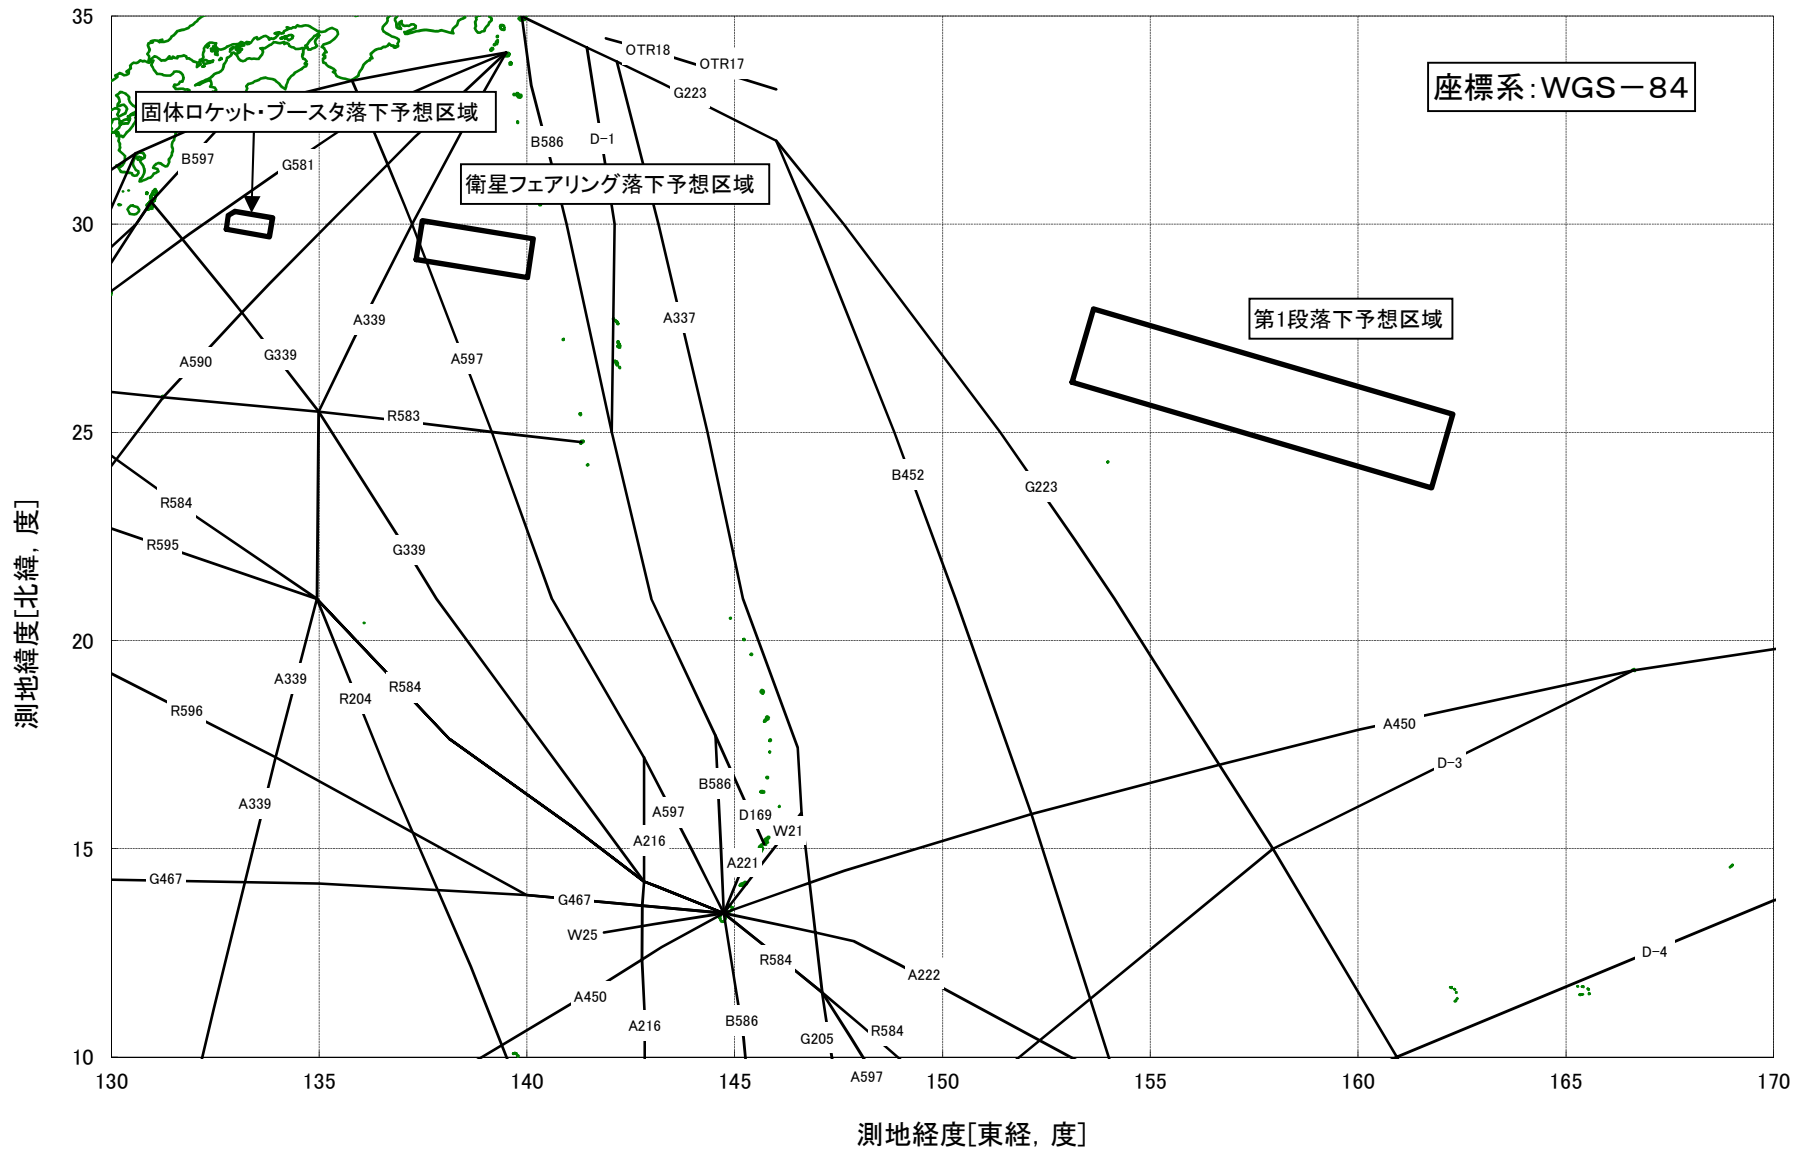 35
OTR18
OTR17
座標系:WGS-84
G223
固体ロケット・ブースタ落下予想区域
B586
D-1
B597
G581
衛星フェアリング落下予想区域
30
A339
A337
第1段落下予想区域
G339
A597
A590
R583
25
B452
G223
R584
R595
G339
測地緯度[北緯, 度]
20
A339
R204
R584
R596
A450
D-3
B586
A339
A597
D169
W21
A216
15
A221
G467
G467
W25
R584
D-4
A222
A450
A216
B586
G205
R584
10
A597
130
135
140
145
150
155
160
165
170
測地経度[東経, 度]